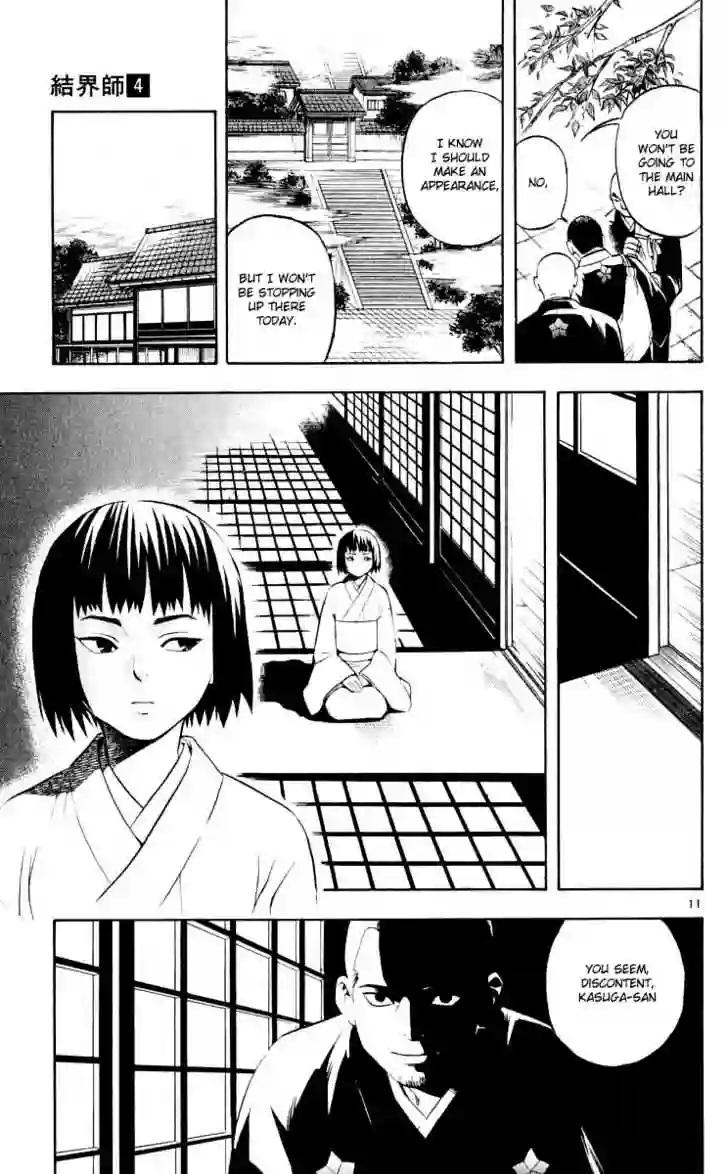 結界師4
YOU
WON'T BE
GOING TO
THE MAIN
HALL?
NO,
I KNOW
I SHOULD
MAKE AN
APPEARANCE,
BUT I WON'T
BE STOPPING
UP THERE
TODAY.
11
YOU SEEM,
DISCONTENT,
KASUGA-SAN